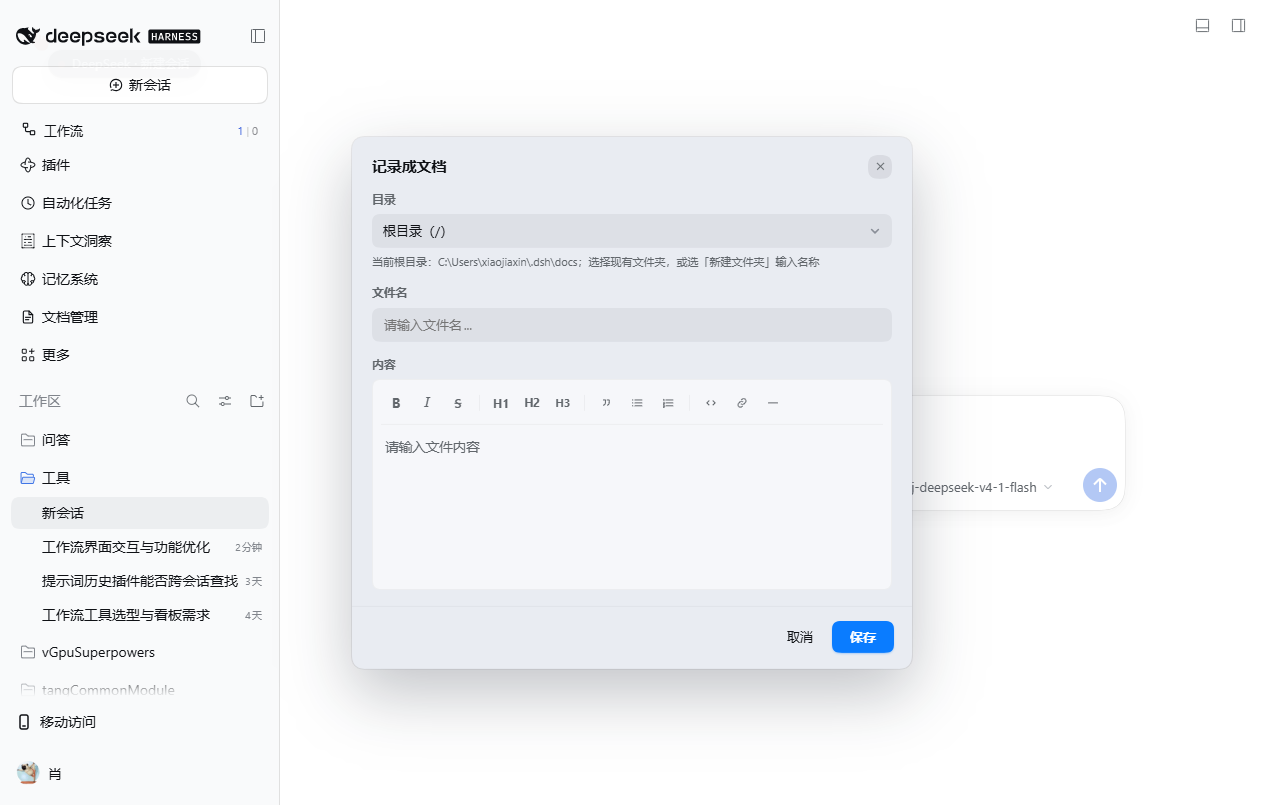 deepseek HARNESS
新会话
工作流 1 | 0
插件
自动化任务
上下文洞察
记忆系统
文档管理
更多
工作区
问答
工具
新会话
工作流界面交互与功能优化 2分钟
提示词历史插件能否跨会话查找 3天
工作流工具选型与看板需求 4天
vGpuSuperpowers
tangCommonModule
移动访问
肖
记录成文档
目录
根目录（/）
当前根目录：C:\Users\xiaojiaxin\.dsh\docs；选择现有文件夹，或选「新建文件夹」输入名称
文件名
请输入文件名...
内容
B I S H1 H2 H3
请输入文件内容
取消 保存
j-deepseek-v4-1-flash